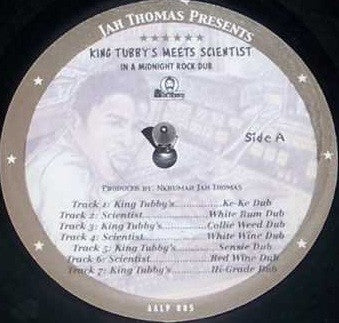 JAH THOMAS PRESENTS
KING TUBBY'S MEETS SCIENTIST
IN A MIDNIGHT ROCK DUB
Side A
PRODUCED BY: NKRUMAH JAH THOMAS
Track 1: King Tubby's...............Ke-Ke Dub
Track 2: Scientist...............White Rum Dub
Track 3: King Tubby's..........Collie Weed Dub
Track 4: Scientist...............White Wine Dub
Track 5: King Tubby's...............Sensie Dub
Track 6: Scientist...............Red Wine Dub
Track 7: King Tubby's..........Hi-Grade Dub
AALP 005